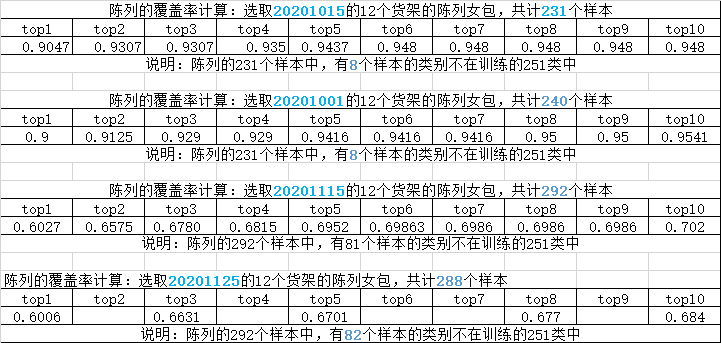 陈列的覆盖率计算：选取20201015的12个货架的陈列女包，共计231个样本
top1 top2 top3 top4 top5 top6 top7 top8 top9 top10
0.9047 0.9307 0.9307 0.935 0.9437 0.948 0.948 0.948 0.948 0.948
说明：陈列的231个样本中，有8个样本的类别不在训练的251类中
陈列的覆盖率计算：选取20201001的12个货架的陈列女包，共计240个样本
top1 top2 top3 top4 top5 top6 top7 top8 top9 top10
0.9 0.9125 0.929 0.929 0.9416 0.9416 0.9416 0.95 0.95 0.9541
说明：陈列的231个样本中，有8个样本的类别不在训练的251类中
陈列的覆盖率计算：选取20201115的12个货架的陈列女包，共计292个样本
top1 top2 top3 top4 top5 top6 top7 top8 top9 top10
0.6027 0.6575 0.6780 0.6815 0.6952 0.69863 0.6986 0.6986 0.6986 0.702
说明：陈列的292个样本中，有81个样本的类别不在训练的251类中
陈列的覆盖率计算：选取20201125的12个货架的陈列女包，共计288个样本
top1 top2 top3 top4 top5 top6 top7 top8 top9 top10
0.6006 0.6631 0.6701 0.677 0.684
说明：陈列的292个样本中，有82个样本的类别不在训练的251类中